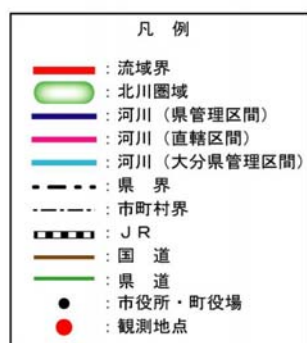 凡 例
：流域界
：北川圏域
：河川（県管理区間）
：河川（直轄区間）
：河川（大分県管理区間）
：県 界
：市町村界
：ＪＲ
：国 道
：県 道
：市役所・町役場
：観測地点